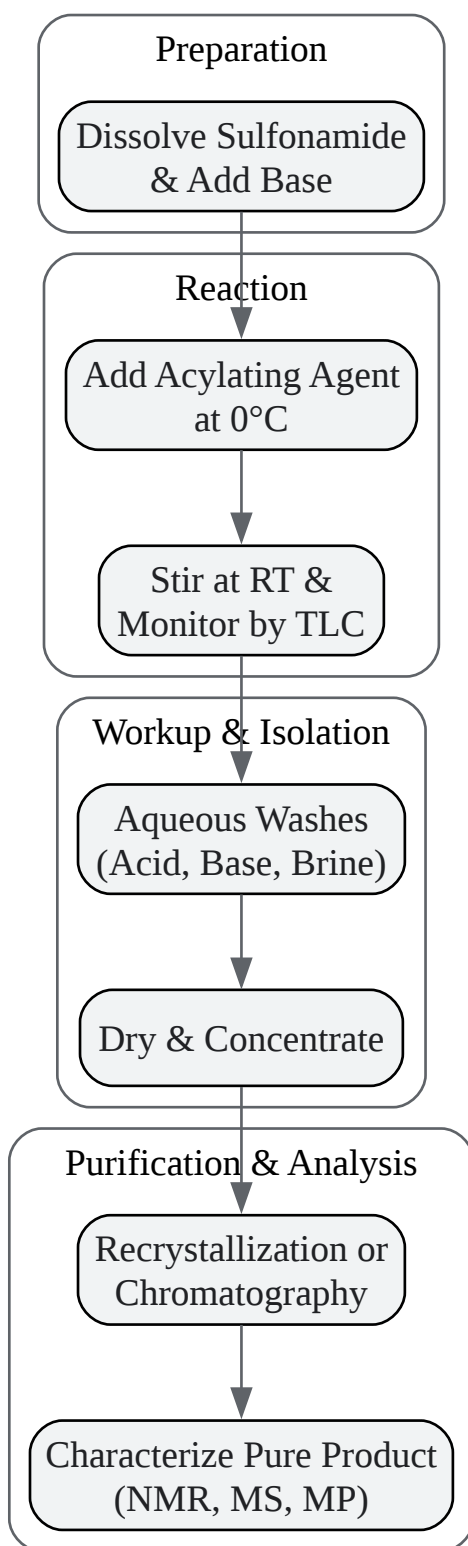 Preparation
Dissolve Sulfonamide
& Add Base
Reaction
Add Acylating Agent
at 0°C
Stir at RT &
Monitor by TLC
Workup & Isolation
Aqueous Washes
(Acid, Base, Brine)
Dry & Concentrate
Purification & Analysis
Recrystallization or
Chromatography
Characterize Pure Product
(NMR, MS, MP)